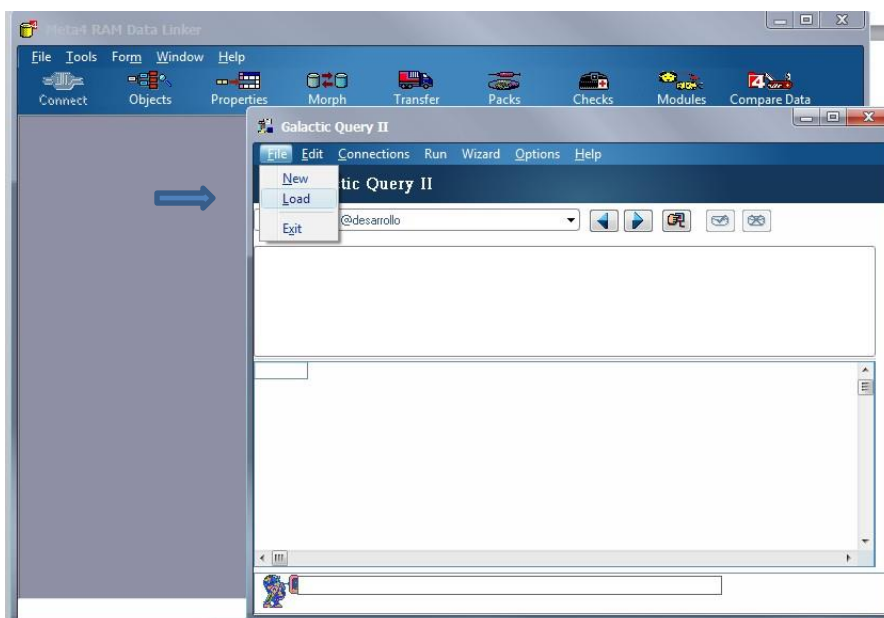 Meta4 RAM Data Linker
File Tools Form Window Help
Connect Objects Properties Morph Transfer Packs Checks Modules Compare Data
Galactic Query II
File Edit Connections Run Wizard Options Help
New
tic Query II
Load
@desarrollo
Exit